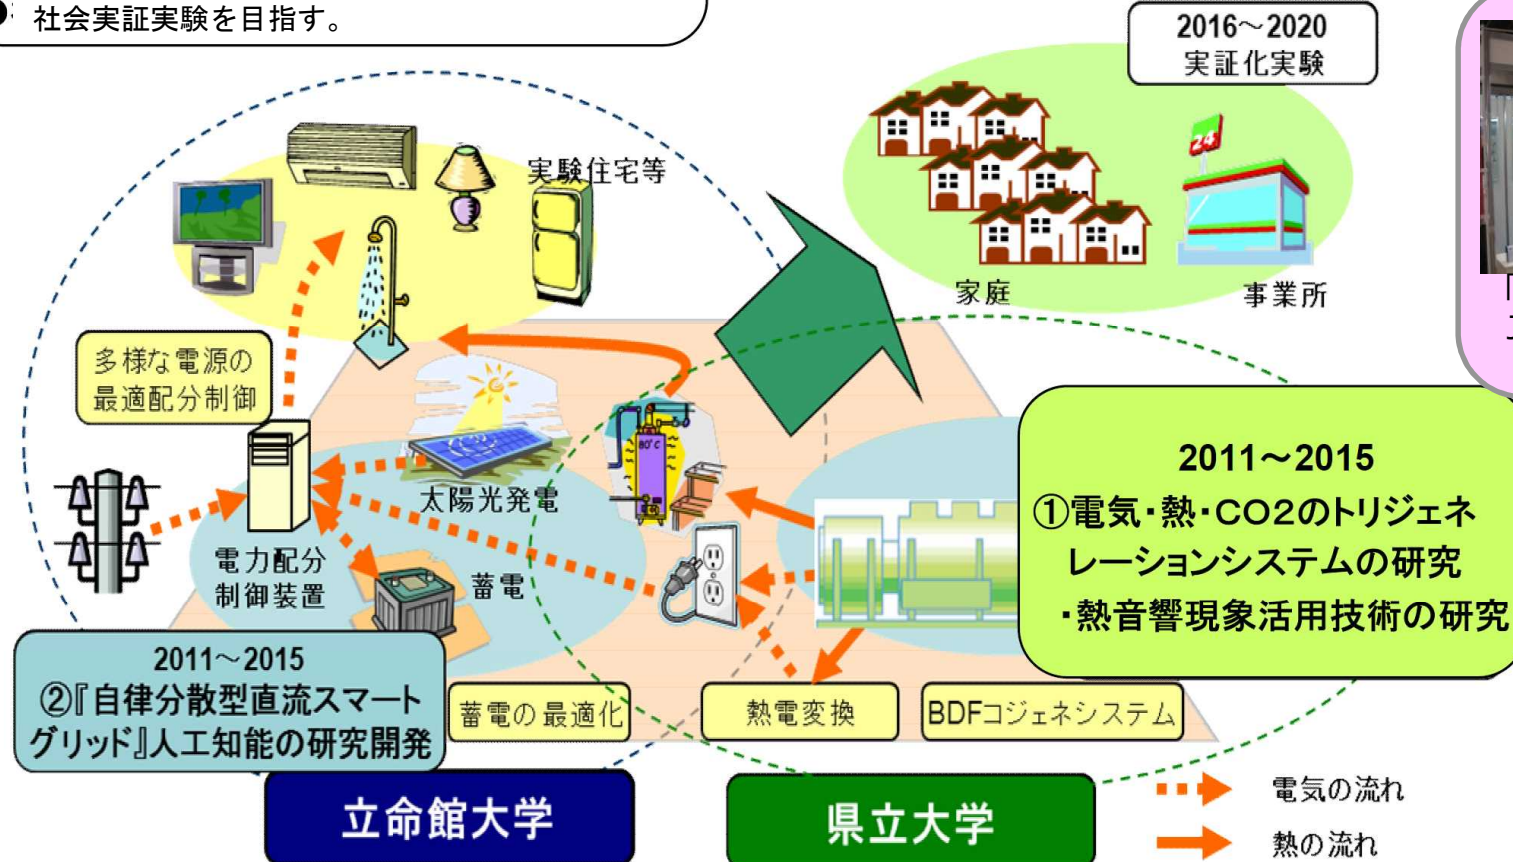 社会実証実験を目指す。
2016～2020
実証化実験
実験住宅等
24
家庭
事業所
多様な電源の
最適配分制御
80℃
太陽光発電
電力配分
制御装置
蓄電
2011～2015
①電気・熱・CO2のトリジェネ
レーションシステムの研究
・熱音響現象活用技術の研究
2011～2015
②『自律分散型直流スマート
グリッド』人工知能の研究開発
蓄電の最適化
熱電変換
BDFコジェネシステム
立命館大学
県立大学
電気の流れ
熱の流れ